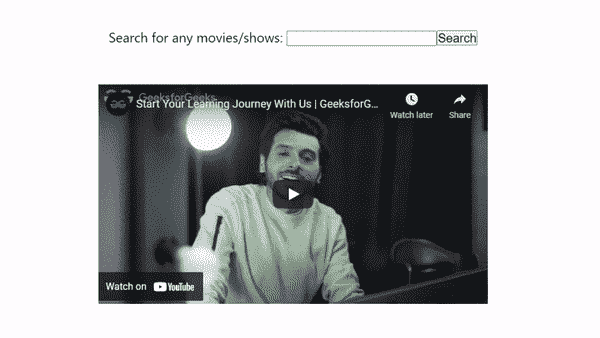 Search for any movies/shows: Search
GeeksforGeeks
Start Your Learning Journey With Us | GeeksforG...
Watch later
Share
Watch on YouTube